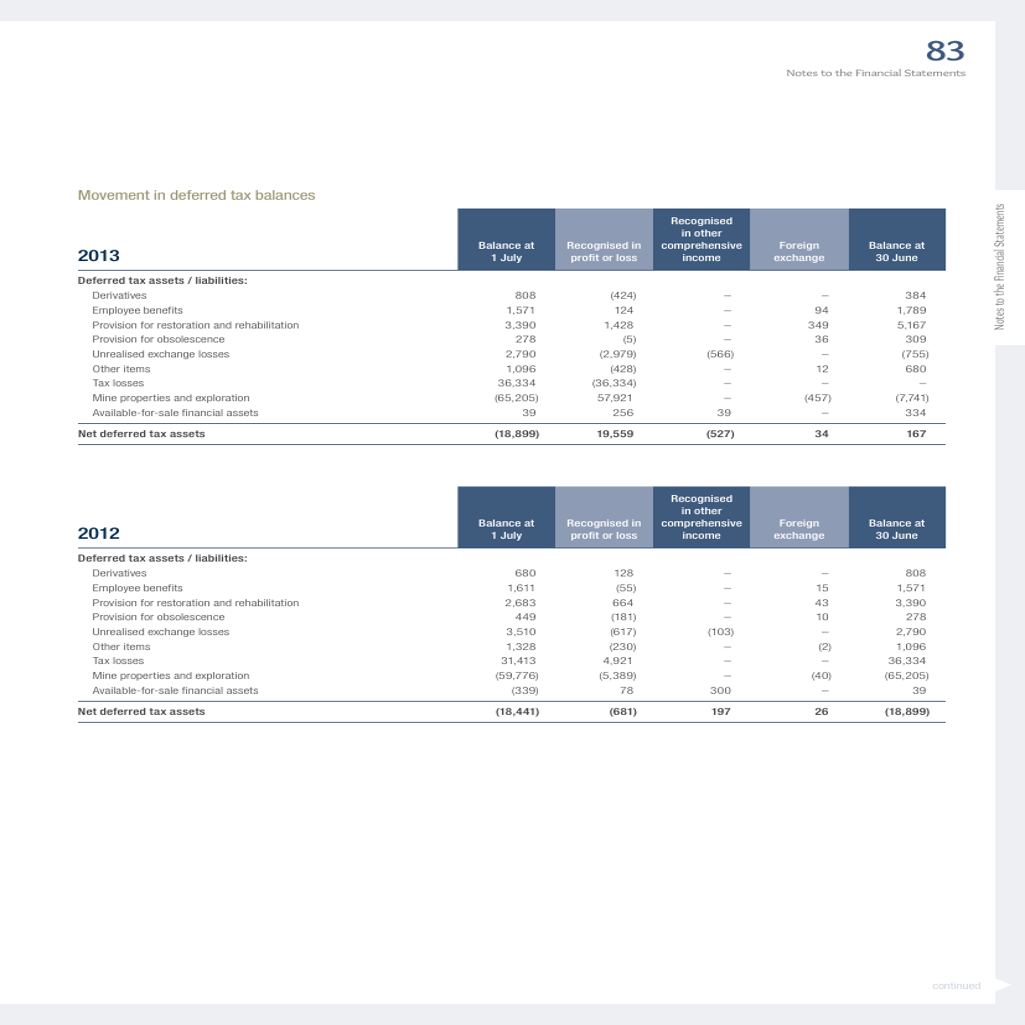 83
Notes to the Financial Statements
Notes to the Financial Statements
Movement in deferred tax balances
2013 Balance at 1 July Recognised in profit or loss Recognised in other comprehensive income Foreign exchange Balance at 30 June
Deferred tax assets / liabilities:
Derivatives 808 (424) – – 384
Employee benefits 1,571 124 – 94 1,789
Provision for restoration and rehabilitation 3,390 1,428 – 349 5,167
Provision for obsolescence 278 (5) – 36 309
Unrealised exchange losses 2,790 (2,979) (566) – (755)
Other items 1,096 (428) – 12 680
Tax losses 36,334 (36,334) – – –
Mine properties and exploration (65,205) 57,921 – (457) (7,741)
Available-for-sale financial assets 39 256 39 – 334
Net deferred tax assets (18,899) 19,559 (527) 34 167
2012 Balance at 1 July Recognised in profit or loss Recognised in other comprehensive income Foreign exchange Balance at 30 June
Deferred tax assets / liabilities:
Derivatives 680 128 – – 808
Employee benefits 1,611 (55) – 15 1,571
Provision for restoration and rehabilitation 2,683 664 – 43 3,390
Provision for obsolescence 449 (181) – 10 278
Unrealised exchange losses 3,510 (617) (103) – 2,790
Other items 1,328 (230) – (2) 1,096
Tax losses 31,413 4,921 – – 36,334
Mine properties and exploration (59,776) (5,389) – (40) (65,205)
Available-for-sale financial assets (339) 78 300 – 39
Net deferred tax assets (18,441) (681) 197 26 (18,899)
continued